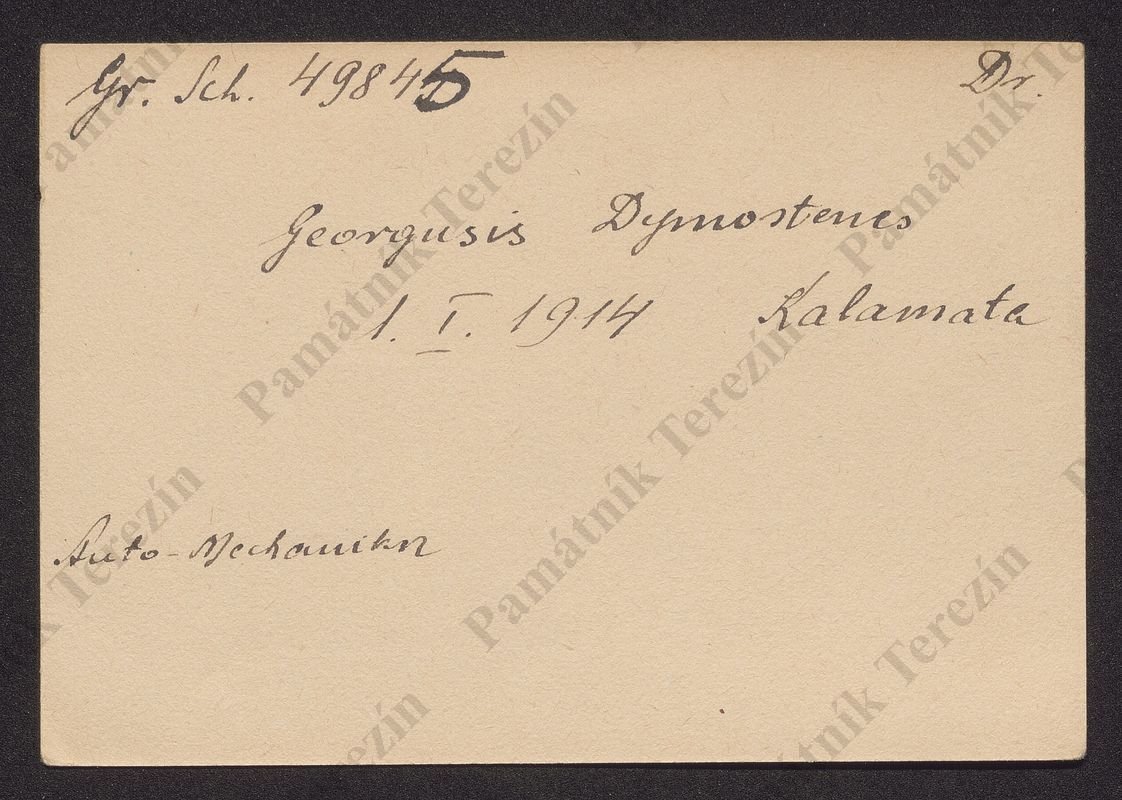 Gr. Sch. 49845 Dr.
Georgusis Dymostenes
1. I. 1914 Kalamata
Auto-Mechaniker
Památník Terezín